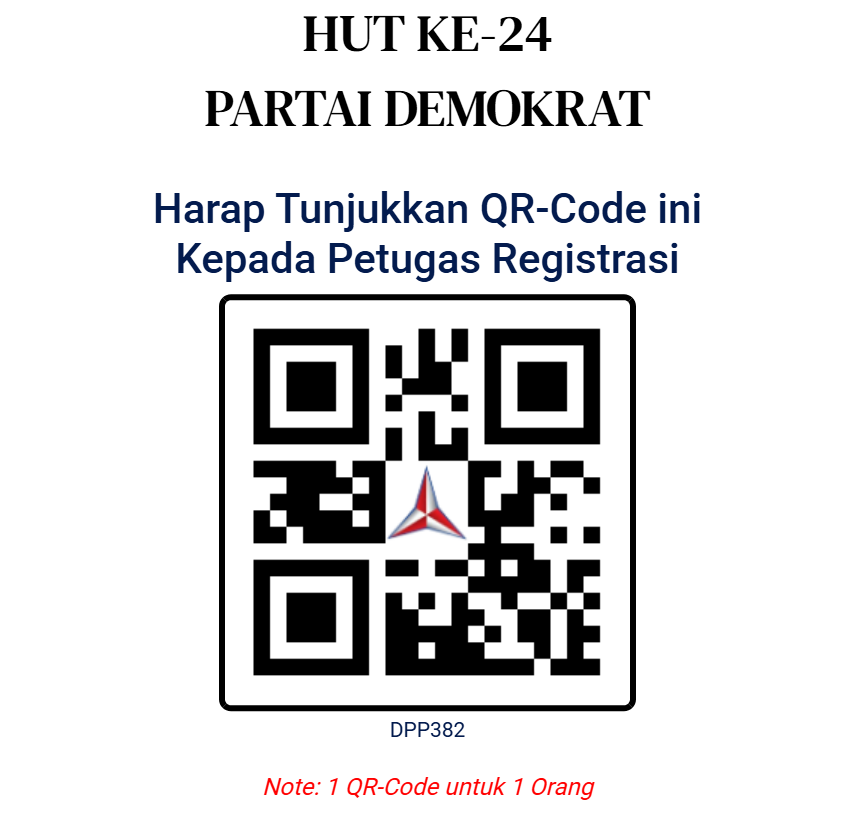 HUT KE-24
PARTAI DEMOKRAT
Harap Tunjukkan QR-Code ini
Kepada Petugas Registrasi
DPP382
Note: 1 QR-Code untuk 1 Orang